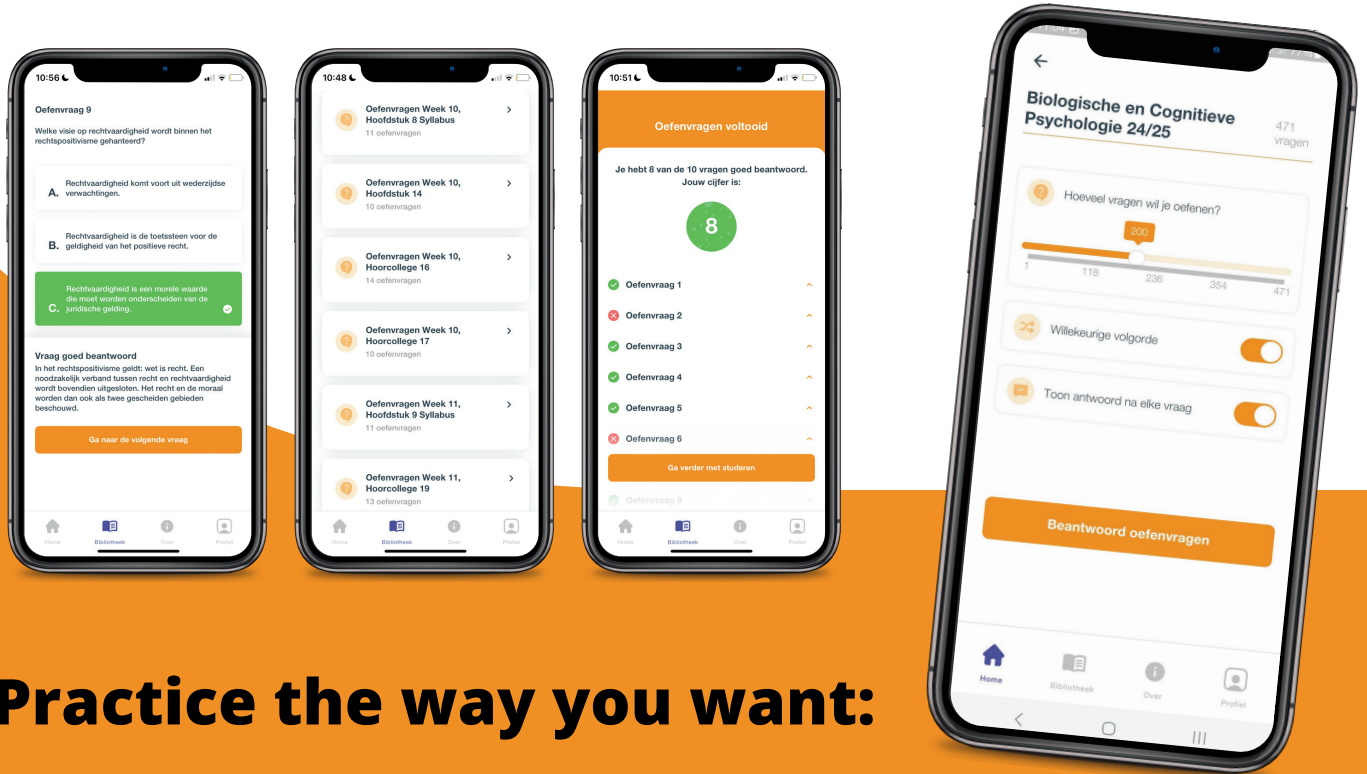 10:56
Oefenvraag 9
Welke visie op rechtvaardigheid wordt binnen het
rechtspositivisme gehanteerd?
A. Rechtvaardigheid komt voort uit wederzijdse
verwachtingen.
B. Rechtvaardigheid is de toetssteen voor de
geldigheid van het positieve recht.
C. Rechtvaardigheid is een morele waarde
die moet worden onderscheiden van de
juridische gelding.
Vraag goed beantwoord
In het rechtspositivisme geldt: wet is recht. Een
noodzakelijk verband tussen recht en rechtvaardigheid
wordt bovendien uitgesloten. Het recht en de moraal
worden dan ook als twee gescheiden gebieden
beschouwd.
Ga naar de volgende vraag
Home Bibliotheek Over Profiel
10:48
Oefenvragen Week 10,
Hoofdstuk 8 Syllabus
11 oefenvragen
Oefenvragen Week 10,
Hoofdstuk 14
10 oefenvragen
Oefenvragen Week 10,
Hoorcollege 16
14 oefenvragen
Oefenvragen Week 10,
Hoorcollege 17
10 oefenvragen
Oefenvragen Week 11,
Hoofdstuk 9 Syllabus
11 oefenvragen
Oefenvragen Week 11,
Hoorcollege 19
13 oefenvragen
Home Bibliotheek Over Profiel
10:51
Oefenvragen voltooid
Je hebt 8 van de 10 vragen goed beantwoord.
Jouw cijfer is:
8
Oefenvraag 1
Oefenvraag 2
Oefenvraag 3
Oefenvraag 4
Oefenvraag 5
Oefenvraag 6
Ga verder met studeren
Home Bibliotheek Over Profiel
Biologische en Cognitieve
Psychologie 24/25
471
vragen
Hoeveel vragen wil je oefenen?
200
1 118 236 354 471
Willekeurige volgorde
Toon antwoord na elke vraag
Beantwoord oefenvragen
Home Bibliotheek Over Profiel
Practice the way you want: